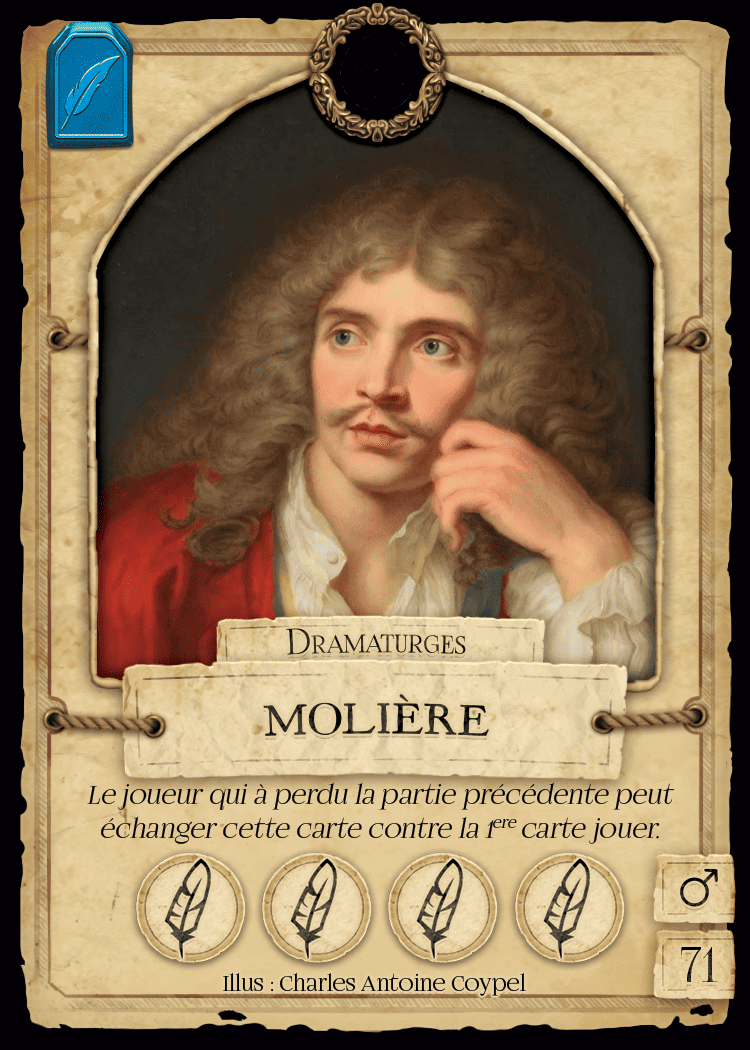 DRAMATURGES
MOLIÈRE
Le joueur qui à perdu la partie précédente peut
échanger cette carte contre la 1ere carte jouer.
♂
71
Illus : Charles Antoine Coypel